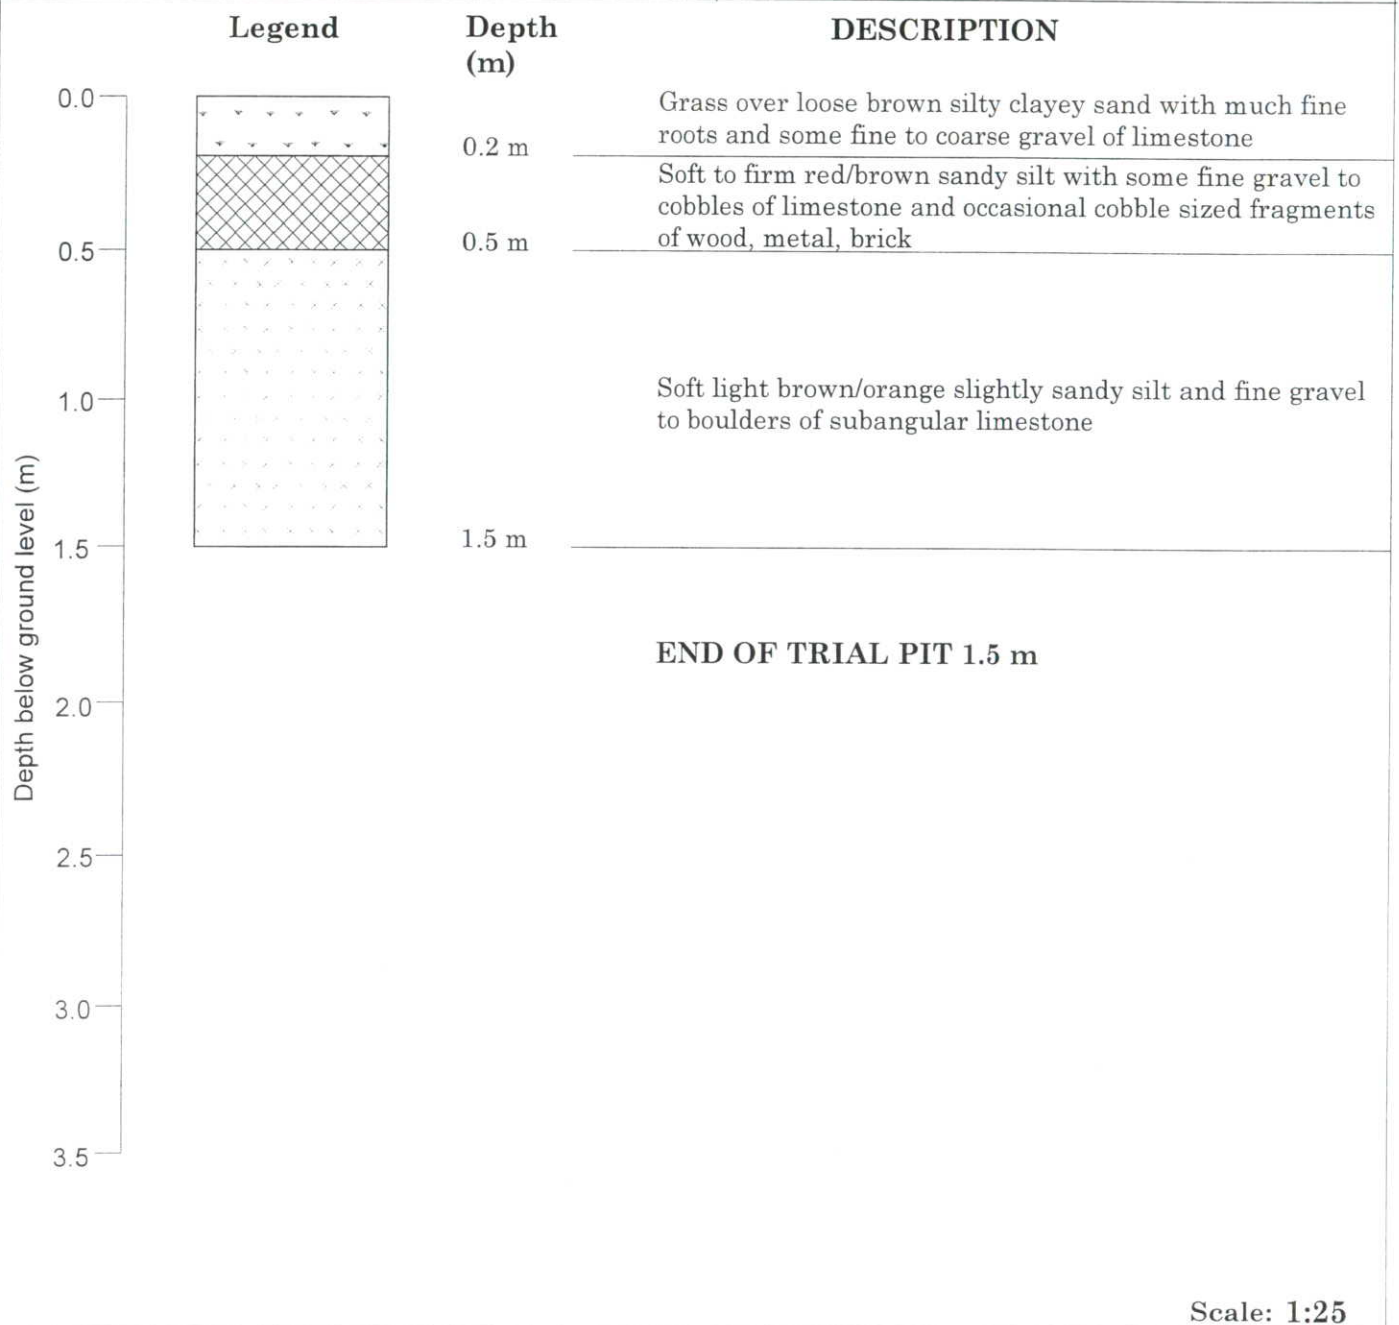 Legend
Depth
(m)
DESCRIPTION
0.0
Grass over loose brown silty clayey sand with much fine
roots and some fine to coarse gravel of limestone
0.2 m
Soft to firm red/brown sandy silt with some fine gravel to
cobbles of limestone and occasional cobble sized fragments
of wood, metal, brick
0.5 m
0.5
Soft light brown/orange slightly sandy silt and fine gravel
to boulders of subangular limestone
1.0
1.5 m
1.5
Depth below ground level (m)
END OF TRIAL PIT 1.5 m
2.0
2.5
3.0
3.5
Scale: 1:25